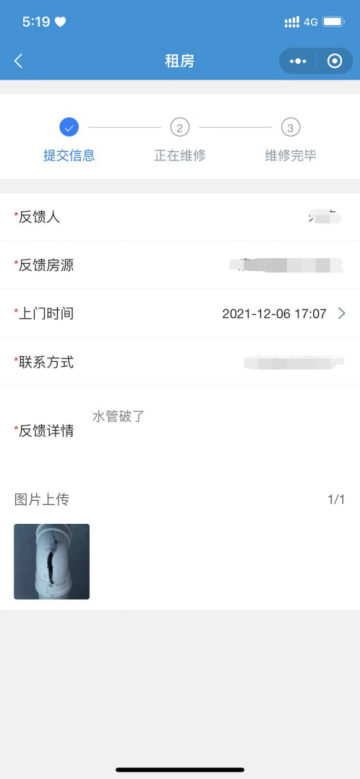 5:19
4G
租房
2
3
提交信息
正在维修
维修完毕
*反馈人
*反馈房源
*上门时间
2021-12-06 17:07
*联系方式
水管破了
*反馈详情
图片上传
1/1